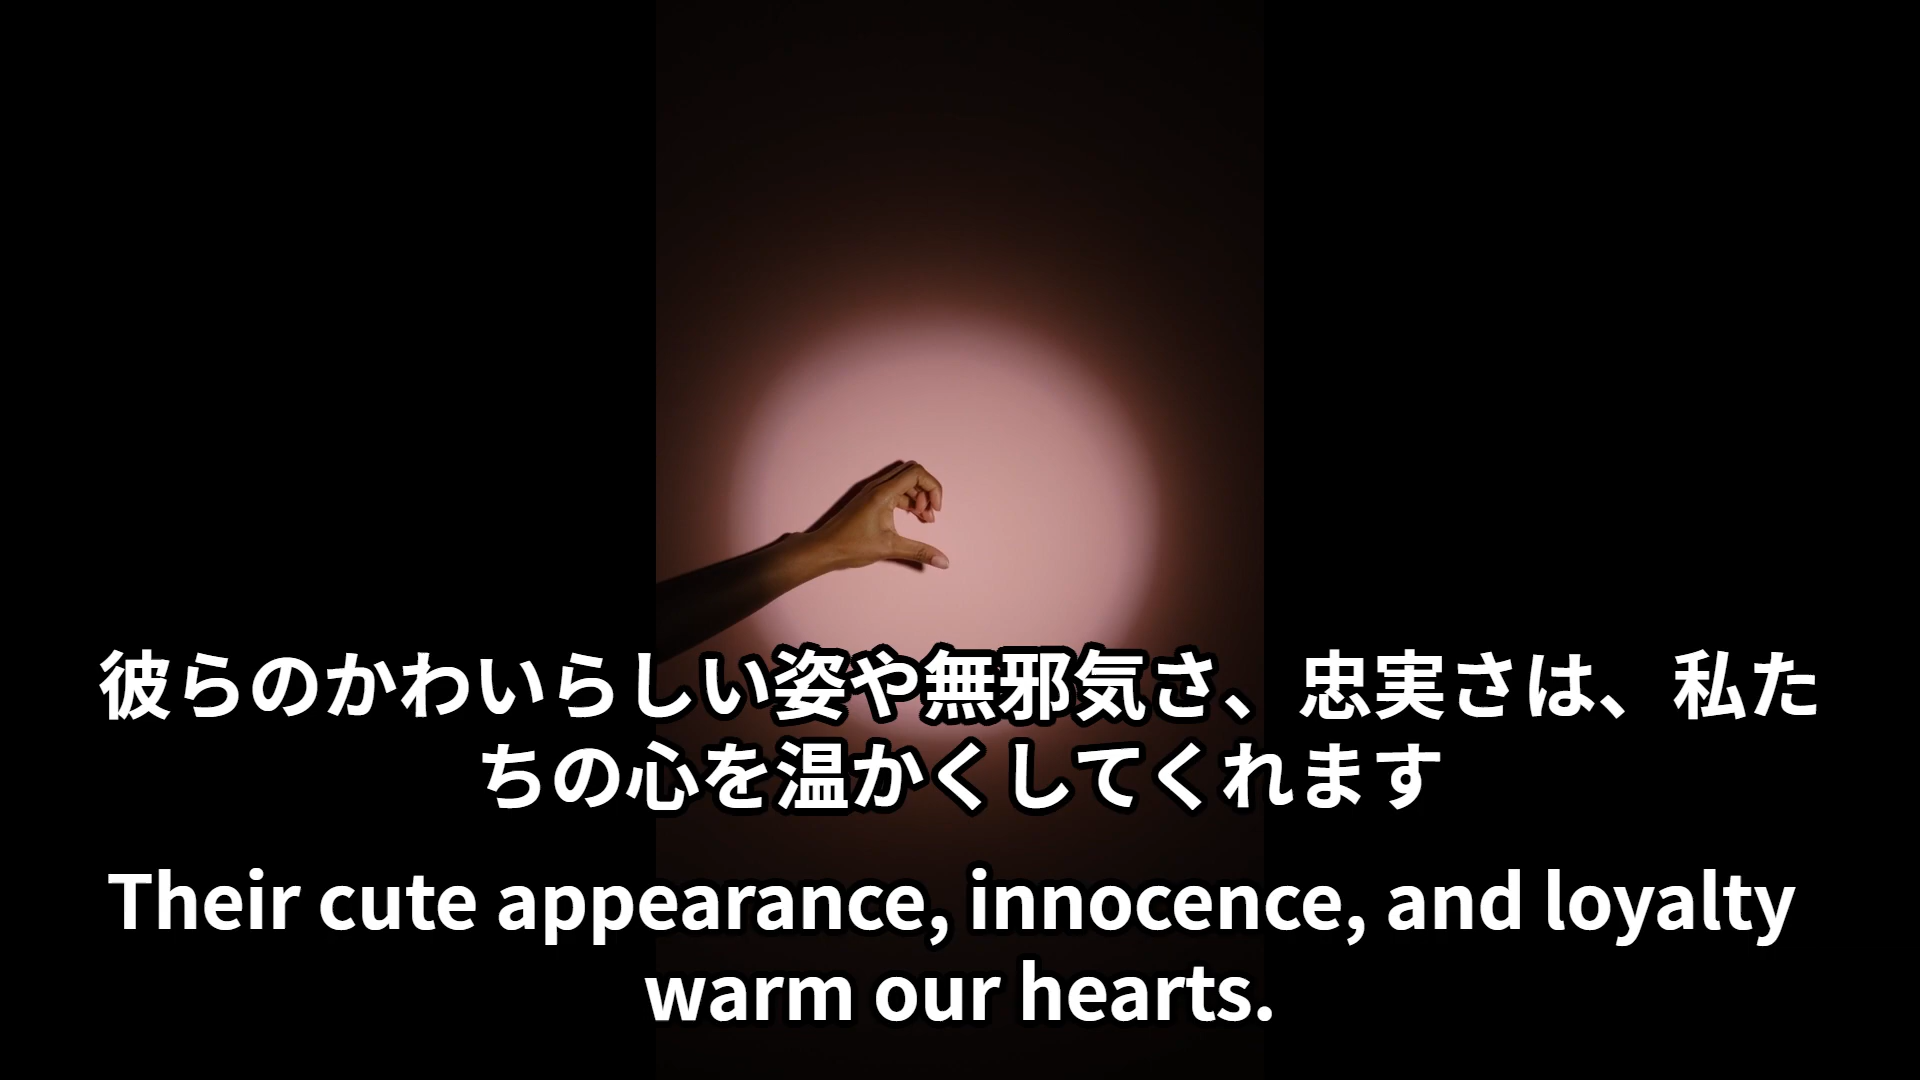 彼らのかわいらしい姿や無邪気さ、忠実さは、私た
ちの心を温かくしてくれます
Their cute appearance, innocence, and loyalty
warm our hearts.